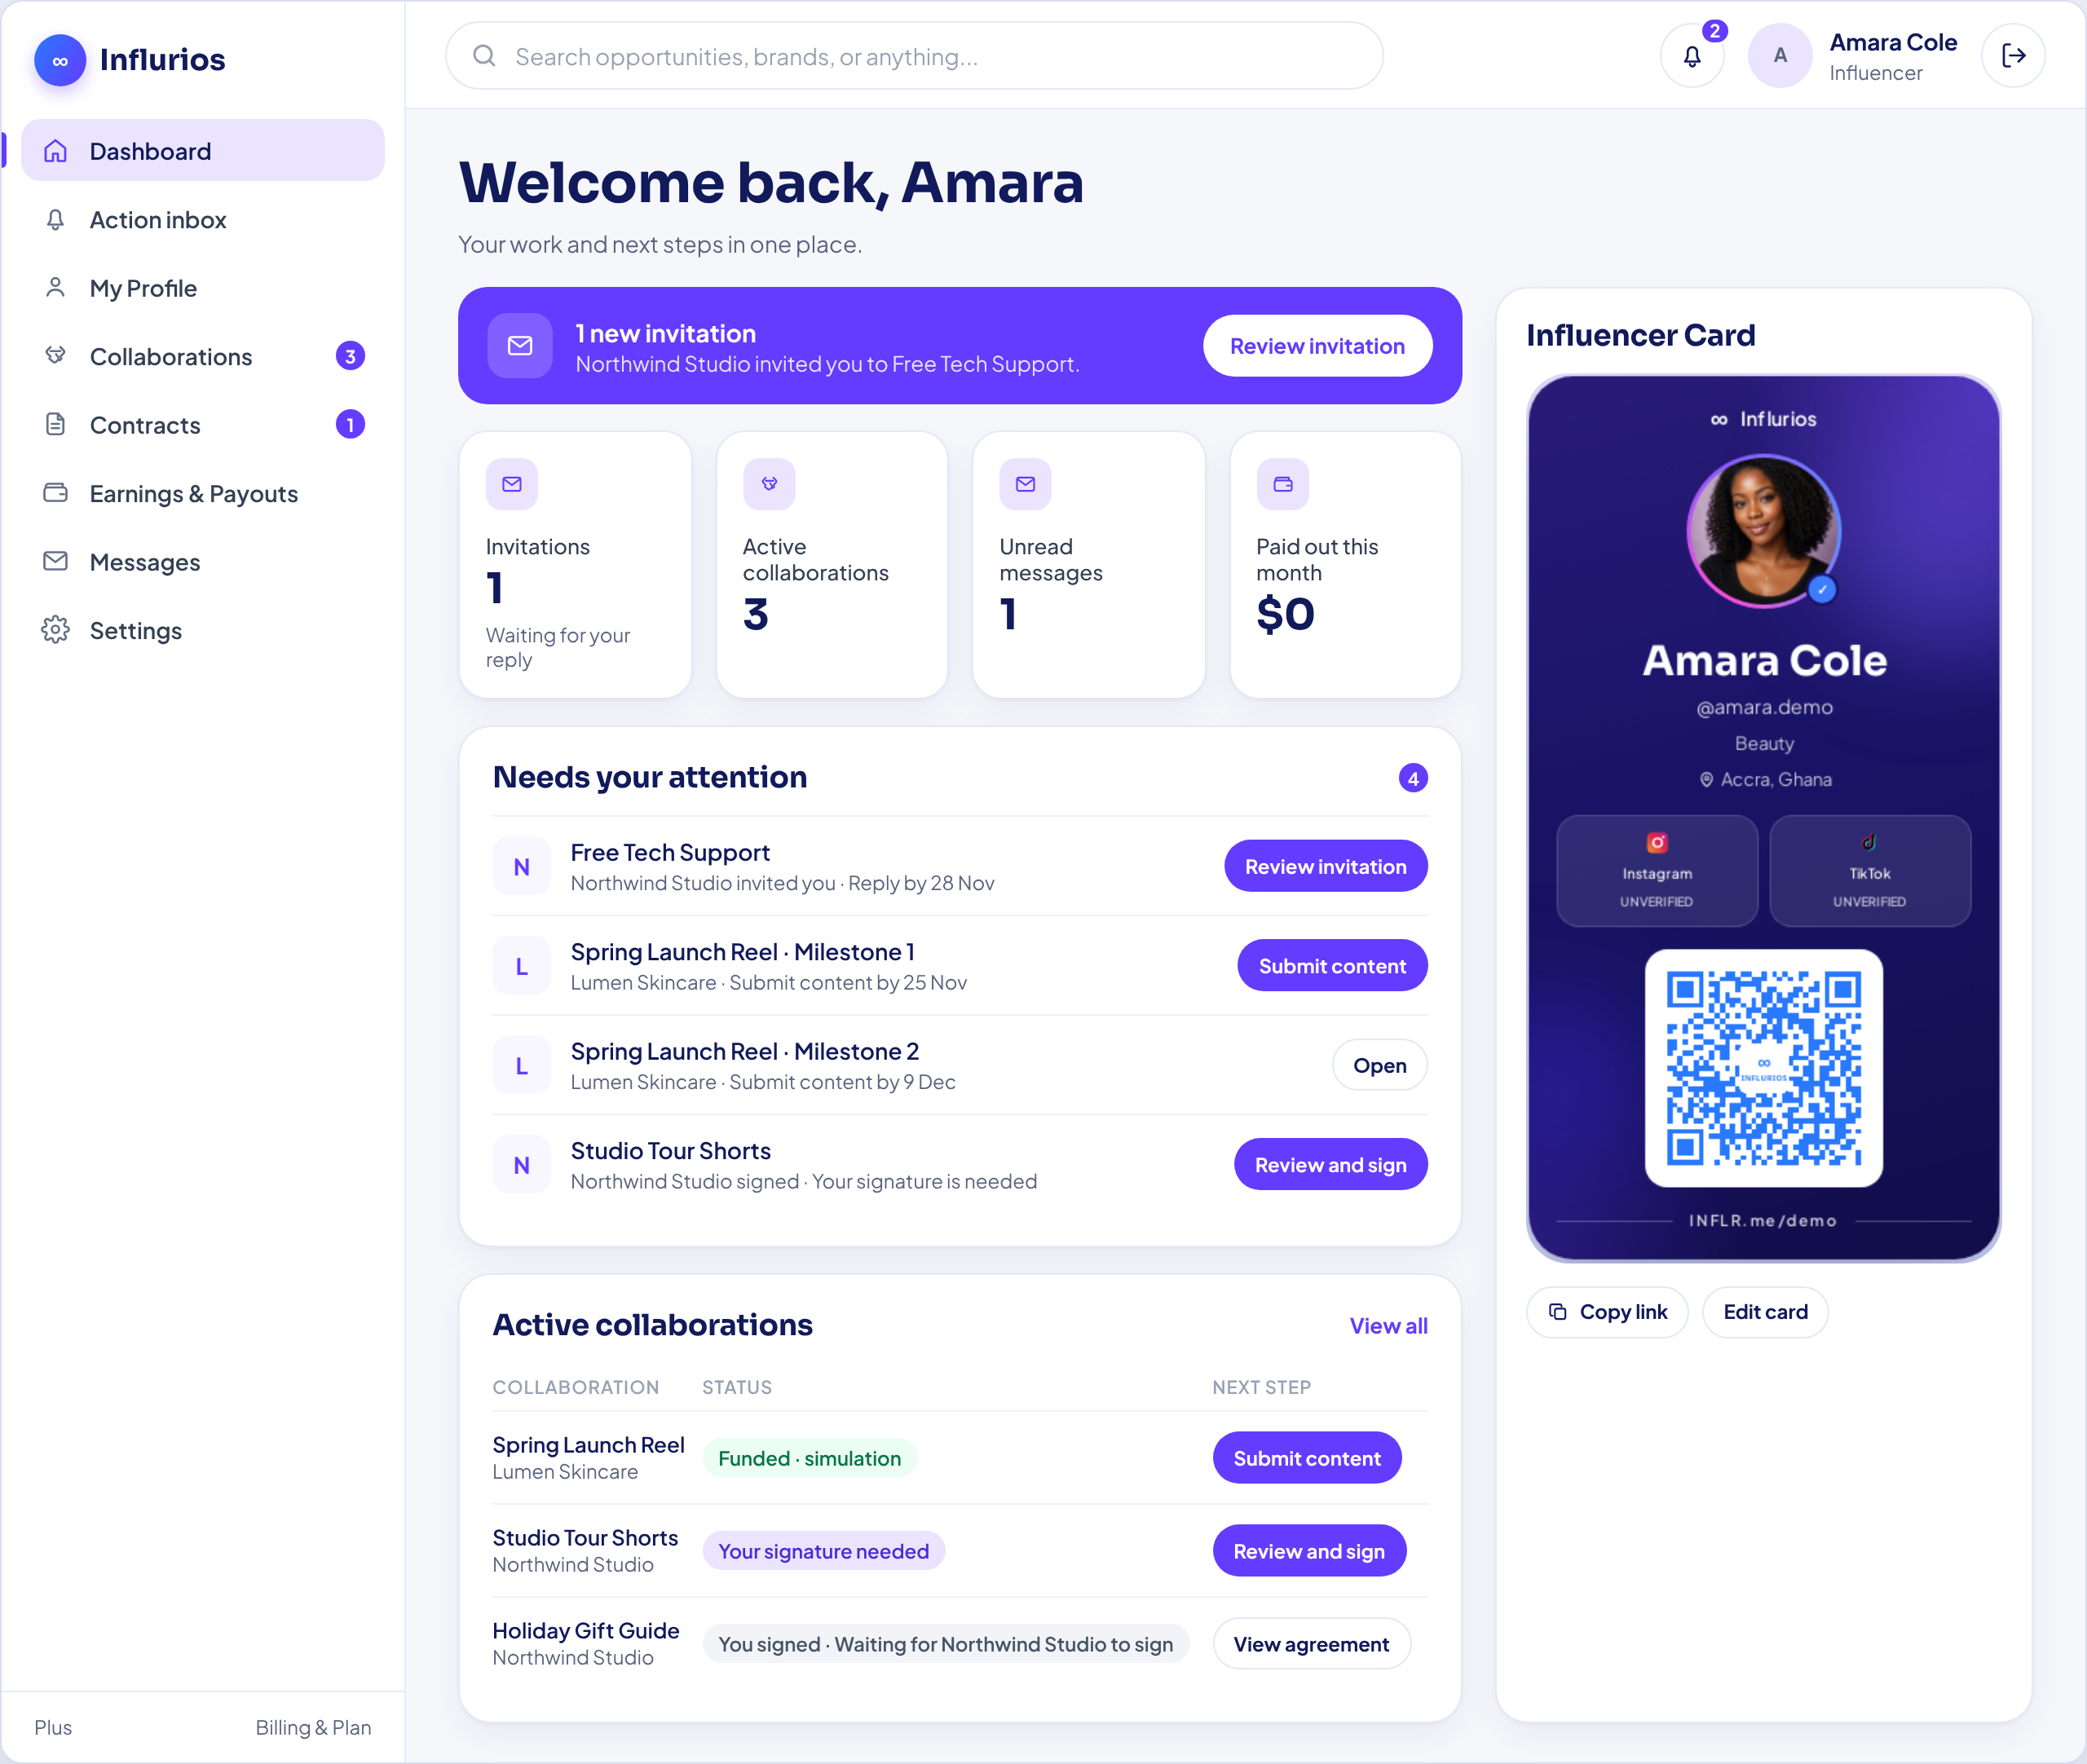 ∞ Influrios
Dashboard
Action inbox
My Profile
Collaborations 3
Contracts 1
Earnings & Payouts
Messages
Settings
Plus
Billing & Plan
Search opportunities, brands, or anything...
2
A
Amara Cole
Influencer
Welcome back, Amara
Your work and next steps in one place.
1 new invitation
Northwind Studio invited you to Free Tech Support.
Review invitation
Invitations
1
Waiting for your
reply
Active
collaborations
3
Unread
messages
1
Paid out this
month
$0
Needs your attention
4
N
Free Tech Support
Northwind Studio invited you · Reply by 28 Nov
Review invitation
L
Spring Launch Reel · Milestone 1
Lumen Skincare · Submit content by 25 Nov
Submit content
L
Spring Launch Reel · Milestone 2
Lumen Skincare · Submit content by 9 Dec
Open
N
Studio Tour Shorts
Northwind Studio signed · Your signature is needed
Review and sign
Active collaborations
View all
COLLABORATION STATUS NEXT STEP
Spring Launch Reel
Lumen Skincare
Funded · simulation
Submit content
Studio Tour Shorts
Northwind Studio
Your signature needed
Review and sign
Holiday Gift Guide
Northwind Studio
You signed · Waiting for Northwind Studio to sign
View agreement
Influencer Card
∞ Influrios
Amara Cole
@amara.demo
Beauty
Accra, Ghana
Instagram
UNVERIFIED
TikTok
UNVERIFIED
∞
INFLURIOS
INFLR.me/demo
Copy link
Edit card